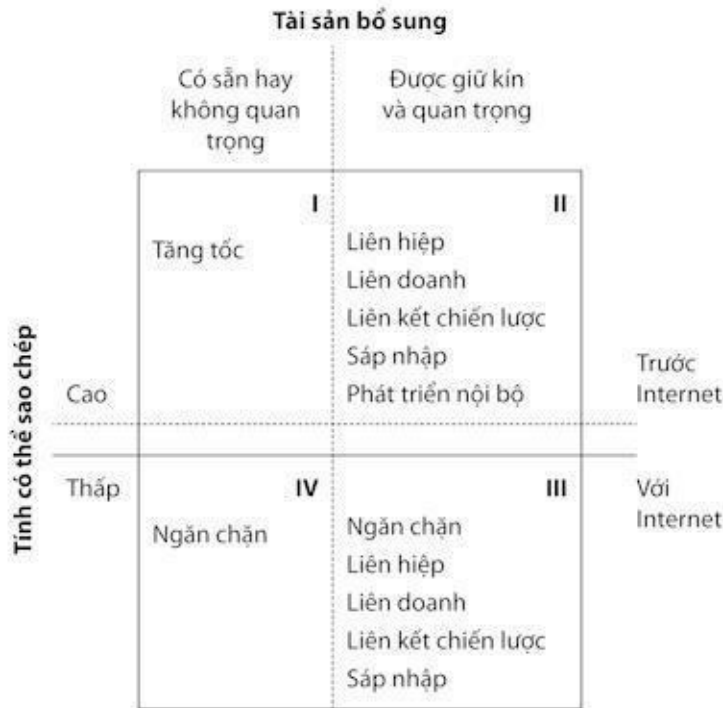 Tài sản bổ sung
Có sẵn hay
không quan
trọng
Được giữ kín
và quan trọng
I
Tăng tốc
II
Liên hiệp
Liên doanh
Liên kết chiến lược
Sáp nhập
Phát triển nội bộ
Tính có thể sao chép
Cao
Trước
Internet
Thấp
IV
Ngăn chặn
III
Ngăn chặn
Liên hiệp
Liên doanh
Liên kết chiến lược
Sáp nhập
Với
Internet